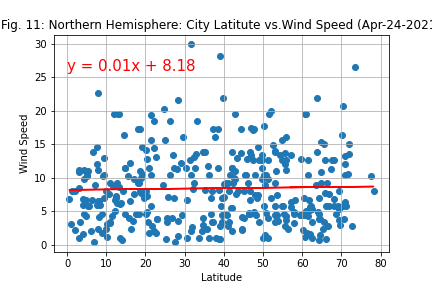 Fig. 11: Northern Hemisphere: City Latitute vs.Wind Speed (Apr-24-2021
30
25
20
15
10
5
0
Wind Speed
y = 0.01x + 8.18
0 10 20 30 40 50 60 70 80
Latitude